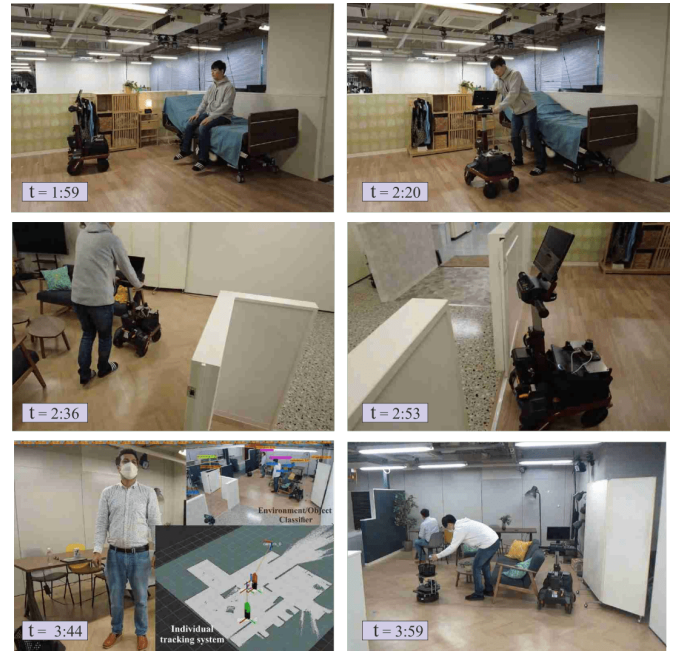 t = 1:59
t = 2:20
t = 2:36
t = 2:53
Environment/Object
Classifier
Individual
tracking system
t = 3:44
t = 3:59